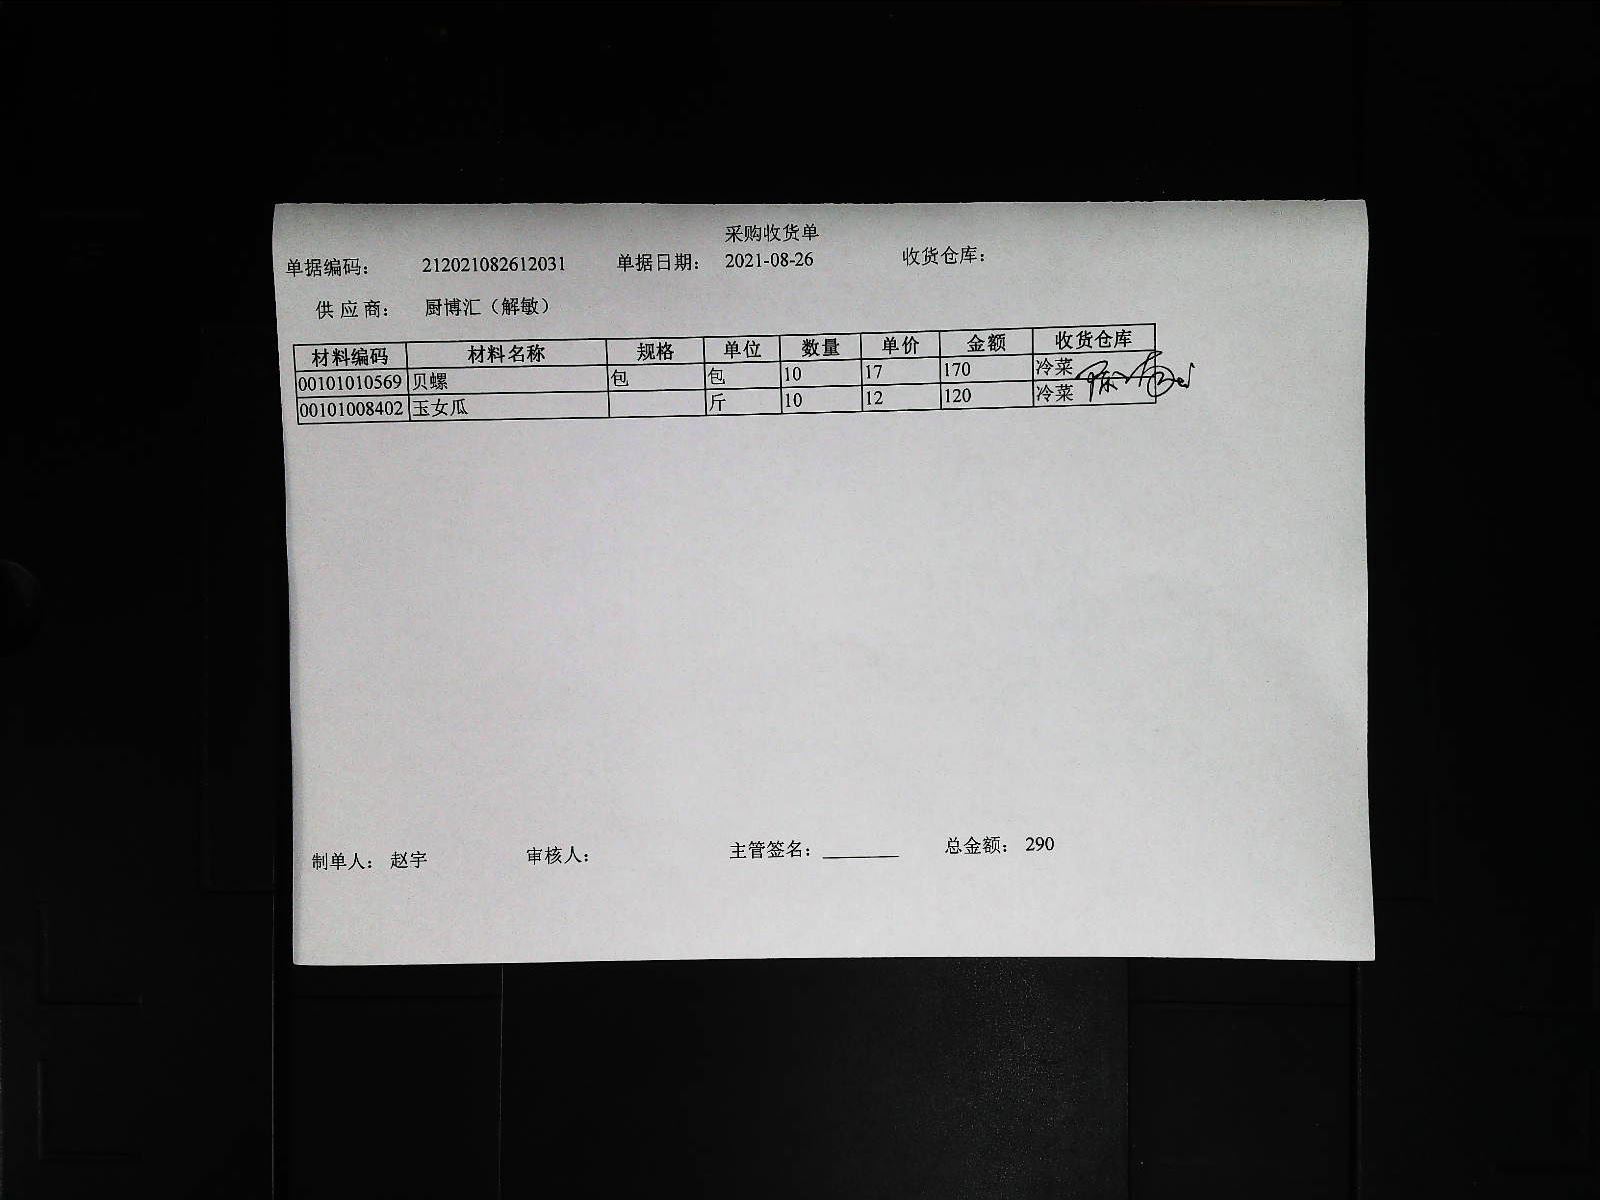 采购收货单
单据编码： 212021082612031 单据日期： 2021-08-26 收货仓库：
供 应 商： 厨博汇（解敏）
材料编码 材料名称 规格 单位 数量 单价 金额 收货仓库
00101010569 贝螺 包 包 10 17 170 冷菜
00101008402 玉女瓜 斤 10 12 120 冷菜
制单人： 赵宇 审核人： 主管签名： 总金额： 290